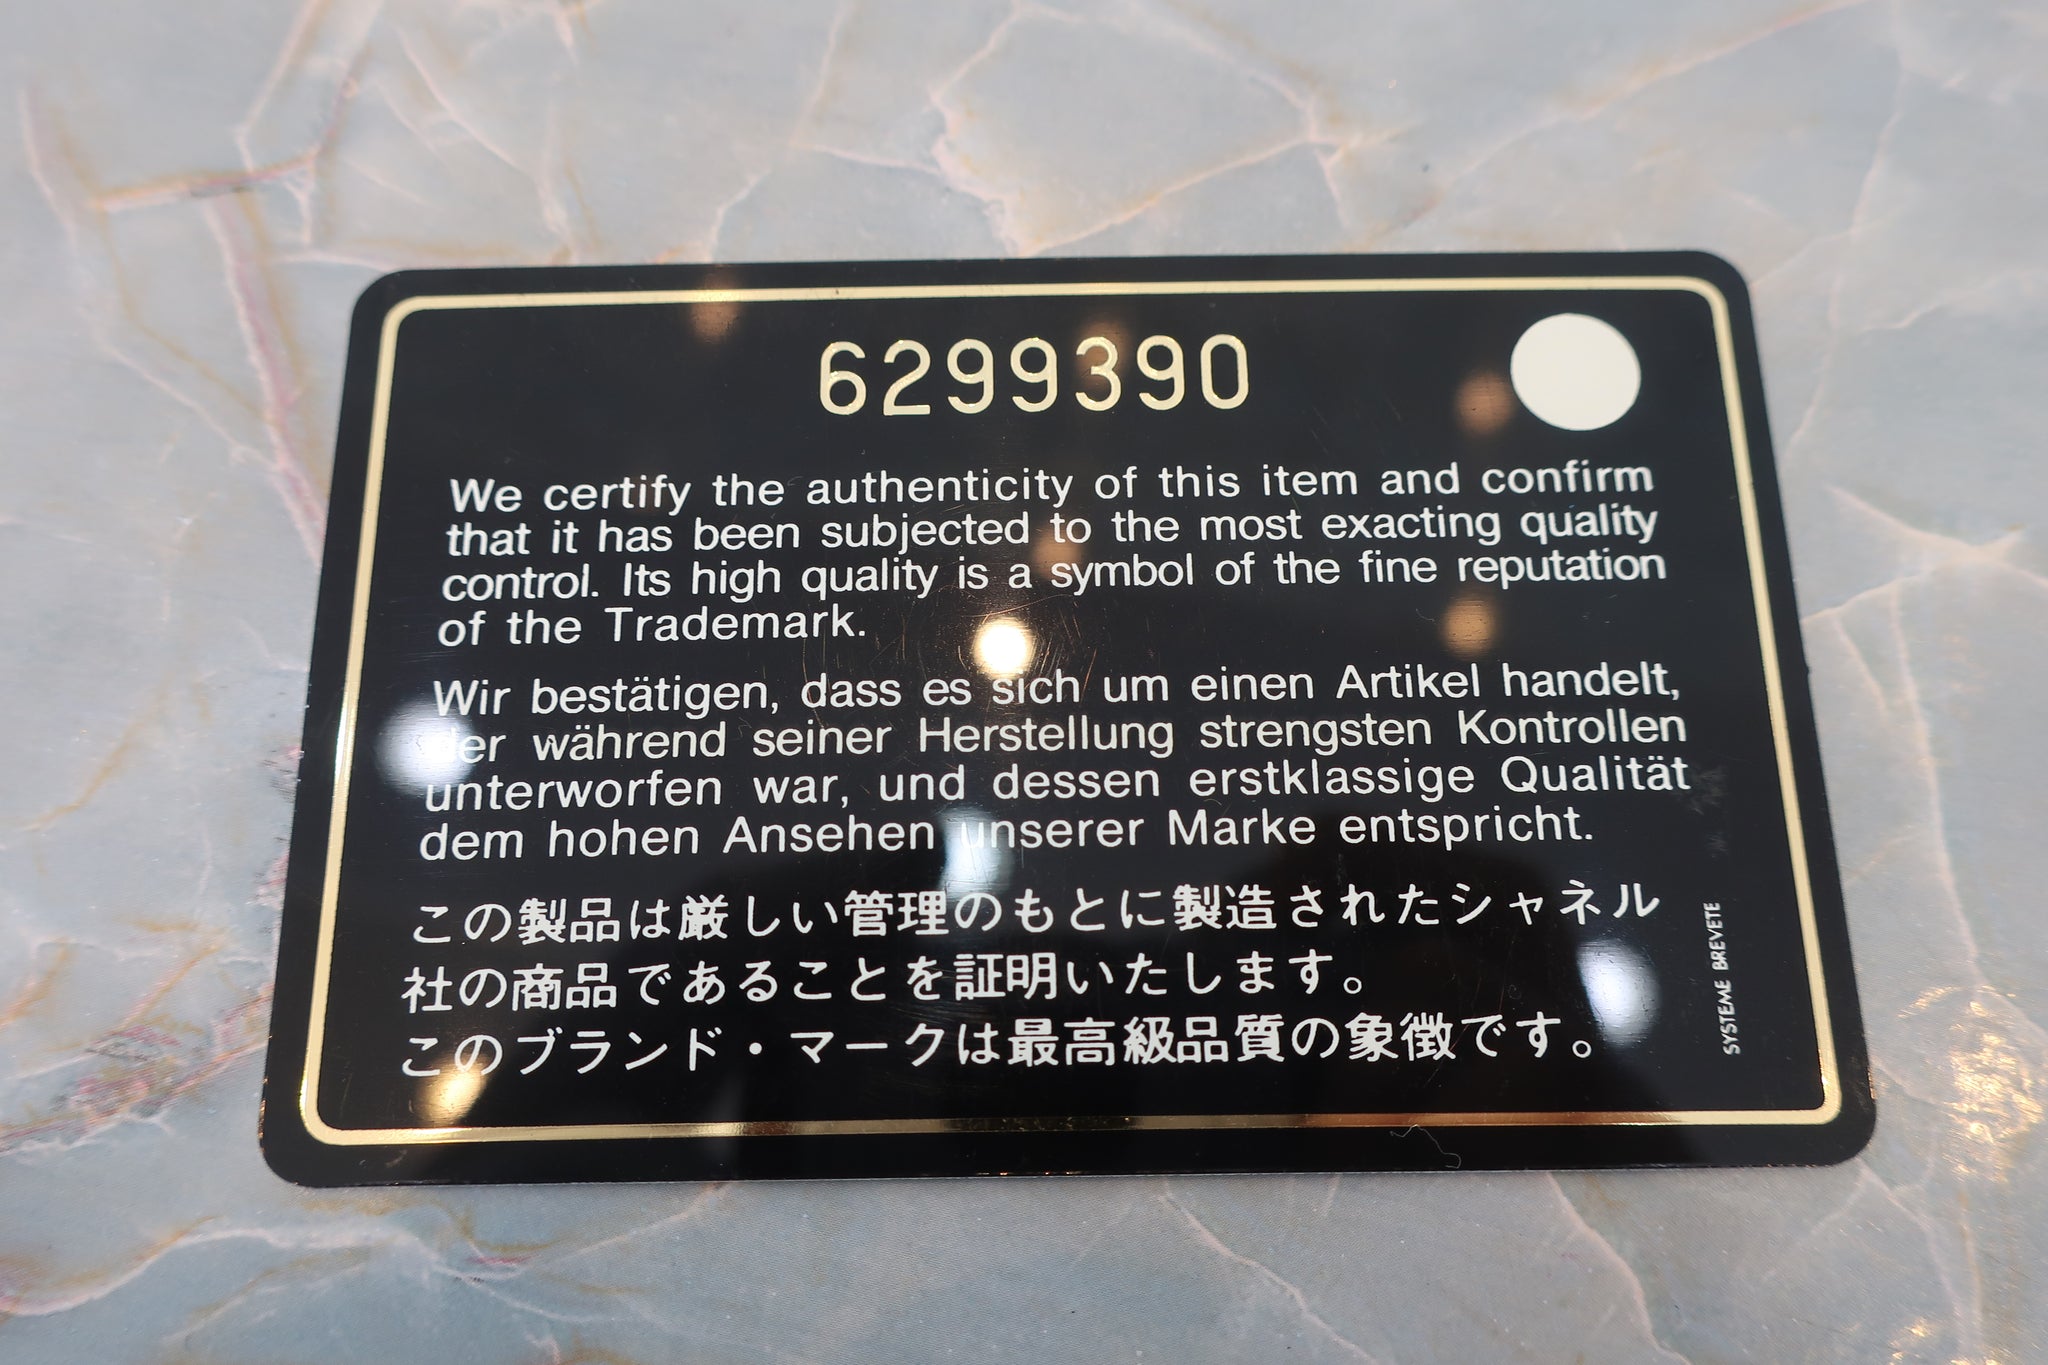 6299390
We certify the authenticity of this item and confirm
that it has been subjected to the most exacting quality
control. Its high quality is a symbol of the fine reputation
of the Trademark.
Wir bestätigen, dass es sich um einen Artikel handelt,
der während seiner Herstellung strengsten Kontrollen
unterworfen war, und dessen erstklassige Qualität
dem hohen Ansehen unserer Marke entspricht.
この製品は厳しい管理のもとに製造されたシャネル
社の商品であることを証明いたします。
このブランド・マークは最高級品質の象徴です。
SYSTEME BREVETE